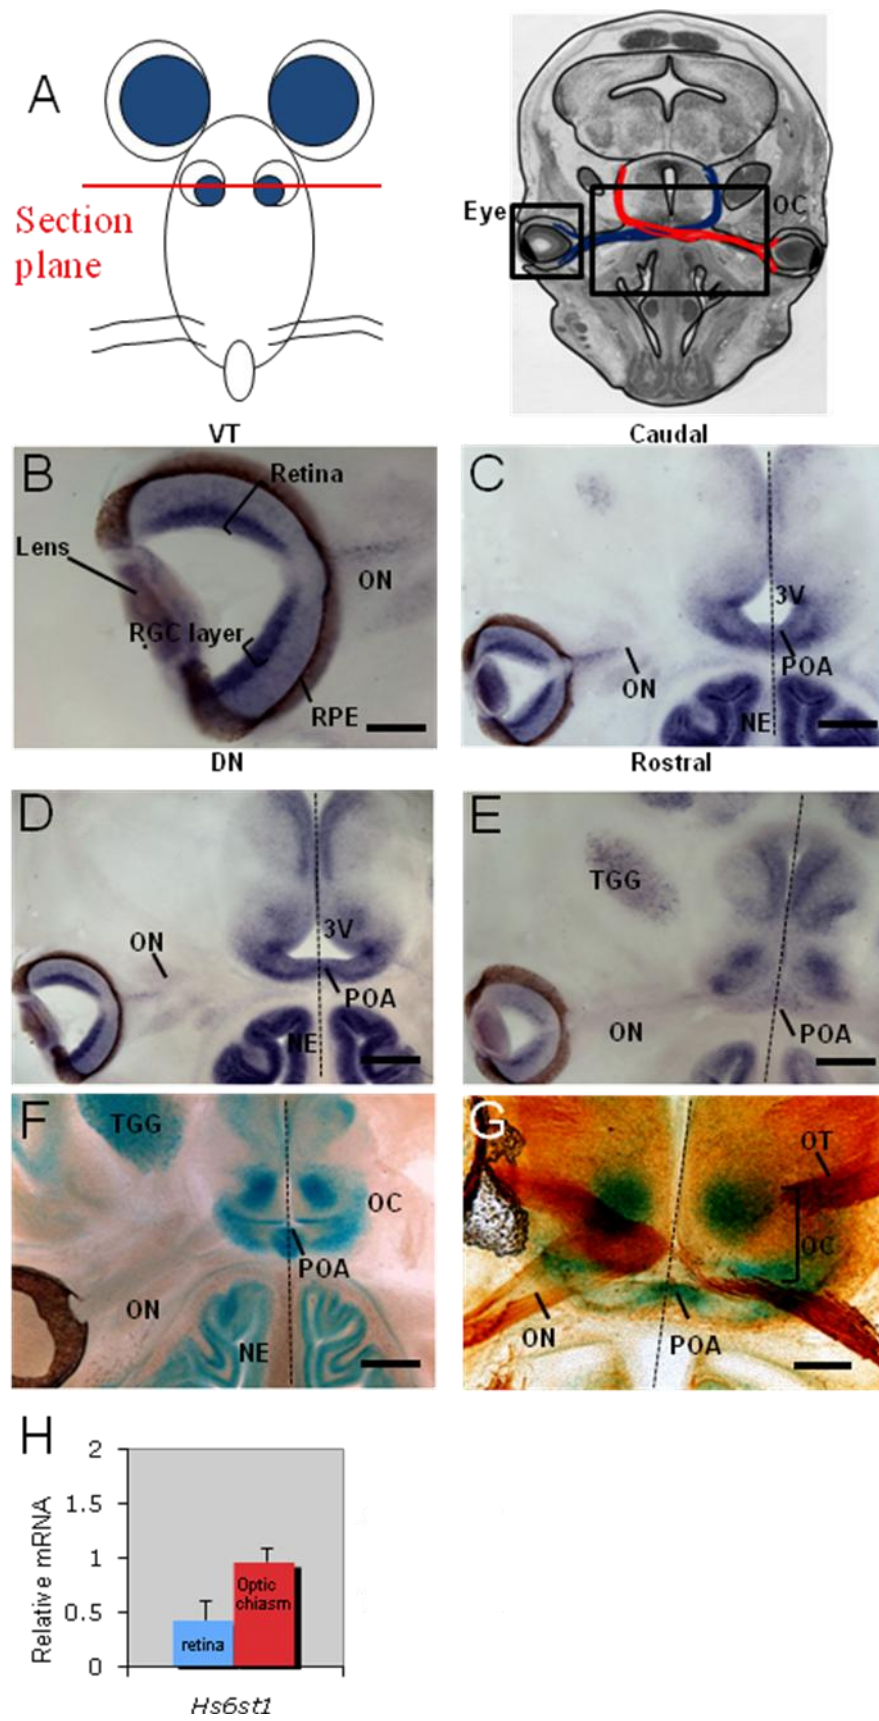 A
Section
plane
Eye
OC
VT
Caudal
B
Retina
Lens
ON
RGC layer
RPE
C
3V
POA
ON
NE
DN
Rostral
D
3V
ON
POA
NE
E
TGG
ON
POA
F
TGG
OC
POA
ON
NE
G
OT
OC
ON
POA
H
2
1.5
1
0.5
0
Relative mRNA
Optic
chiasm
retina
Hs6st1